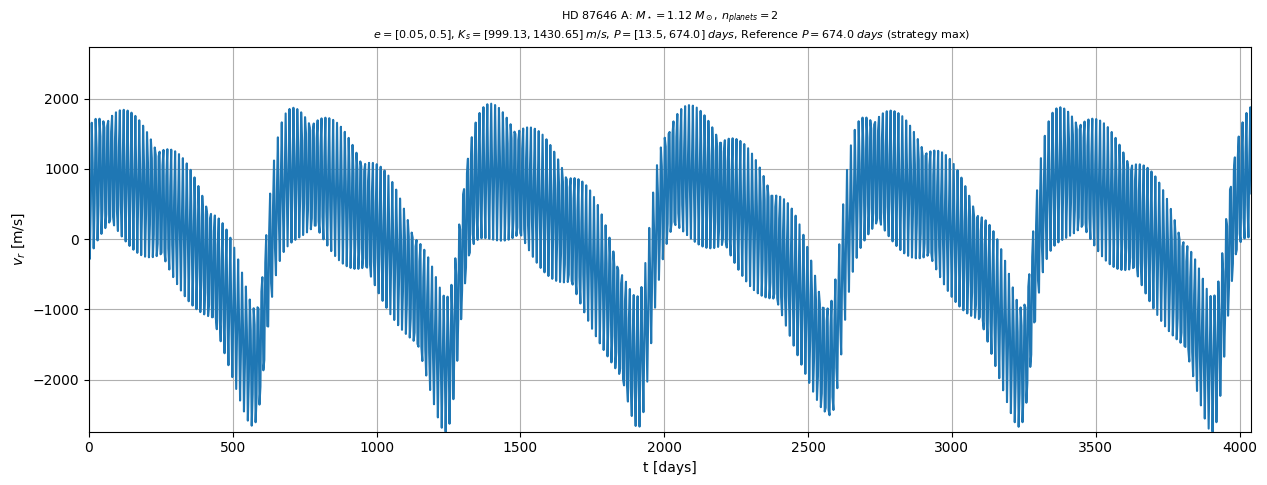 HD 87646 A: $M_\star = 1.12\ M_\odot$, $n_{planets} = 2$
$e = [0.05, 0.5]$, $K_s = [999.13, 1430.65]\ m/s$, $P = [13.5, 674.0]\ days$, Reference $P = 674.0\ days$ (strategy max)
2000
1000
0
−1000
−2000
$v_r$ [m/s]
0 500 1000 1500 2000 2500 3000 3500 4000
t [days]